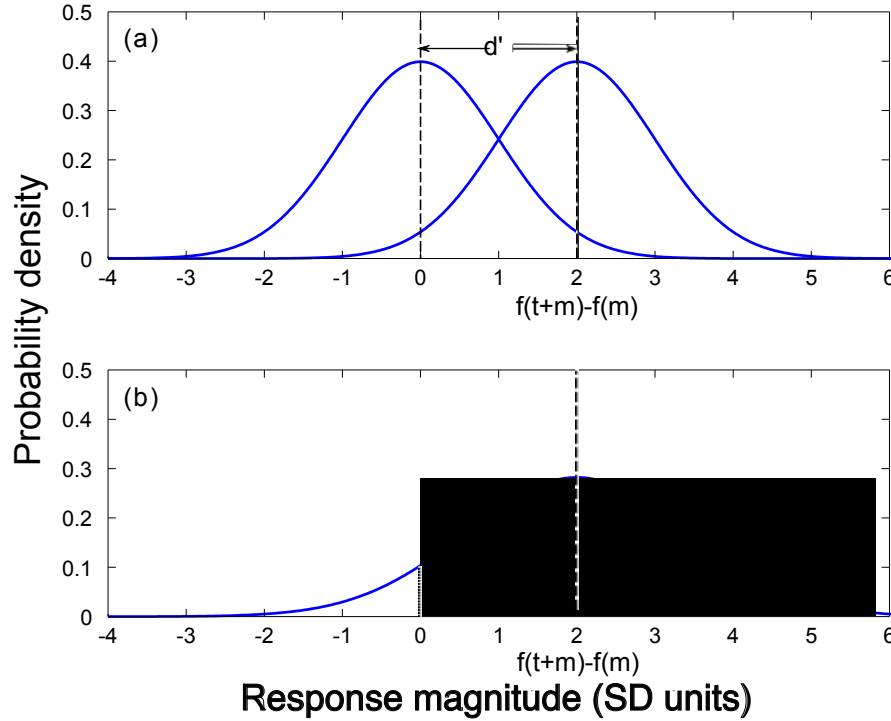 (a)
d'
0.5
0.4
0.3
0.2
0.1
0
-4 -3 -2 -1 0 1 2 3 4 5 6
f(t+m)-f(m)
Probability density
(b)
0.5
0.4
0.3
0.2
0.1
0
-4 -3 -2 -1 0 1 2 3 4 5 6
f(t+m)-f(m)
Response magnitude (SD units)